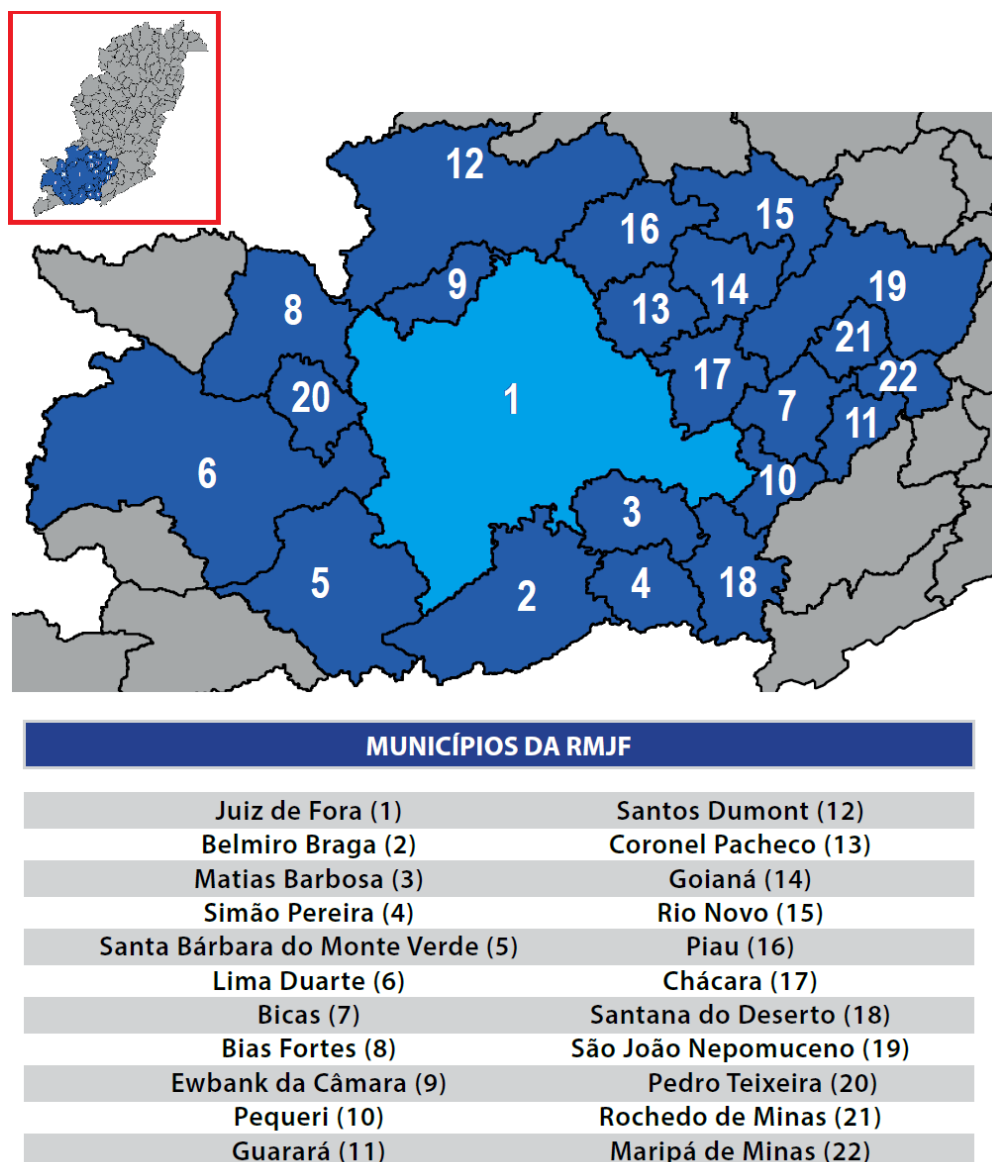 12
16
15
9
8
13
14
19
21
17
22
20
1
7
11
6
10
3
5
2
4
18
MUNICÍPIOS DA RMJF
Juiz de Fora (1) Santos Dumont (12)
Belmiro Braga (2) Coronel Pacheco (13)
Matias Barbosa (3) Goianá (14)
Simão Pereira (4) Rio Novo (15)
Santa Bárbara do Monte Verde (5) Piau (16)
Lima Duarte (6) Chácara (17)
Bicas (7) Santana do Deserto (18)
Bias Fortes (8) São João Nepomuceno (19)
Ewbank da Câmara (9) Pedro Teixeira (20)
Pequeri (10) Rochedo de Minas (21)
Guarará (11) Maripá de Minas (22)